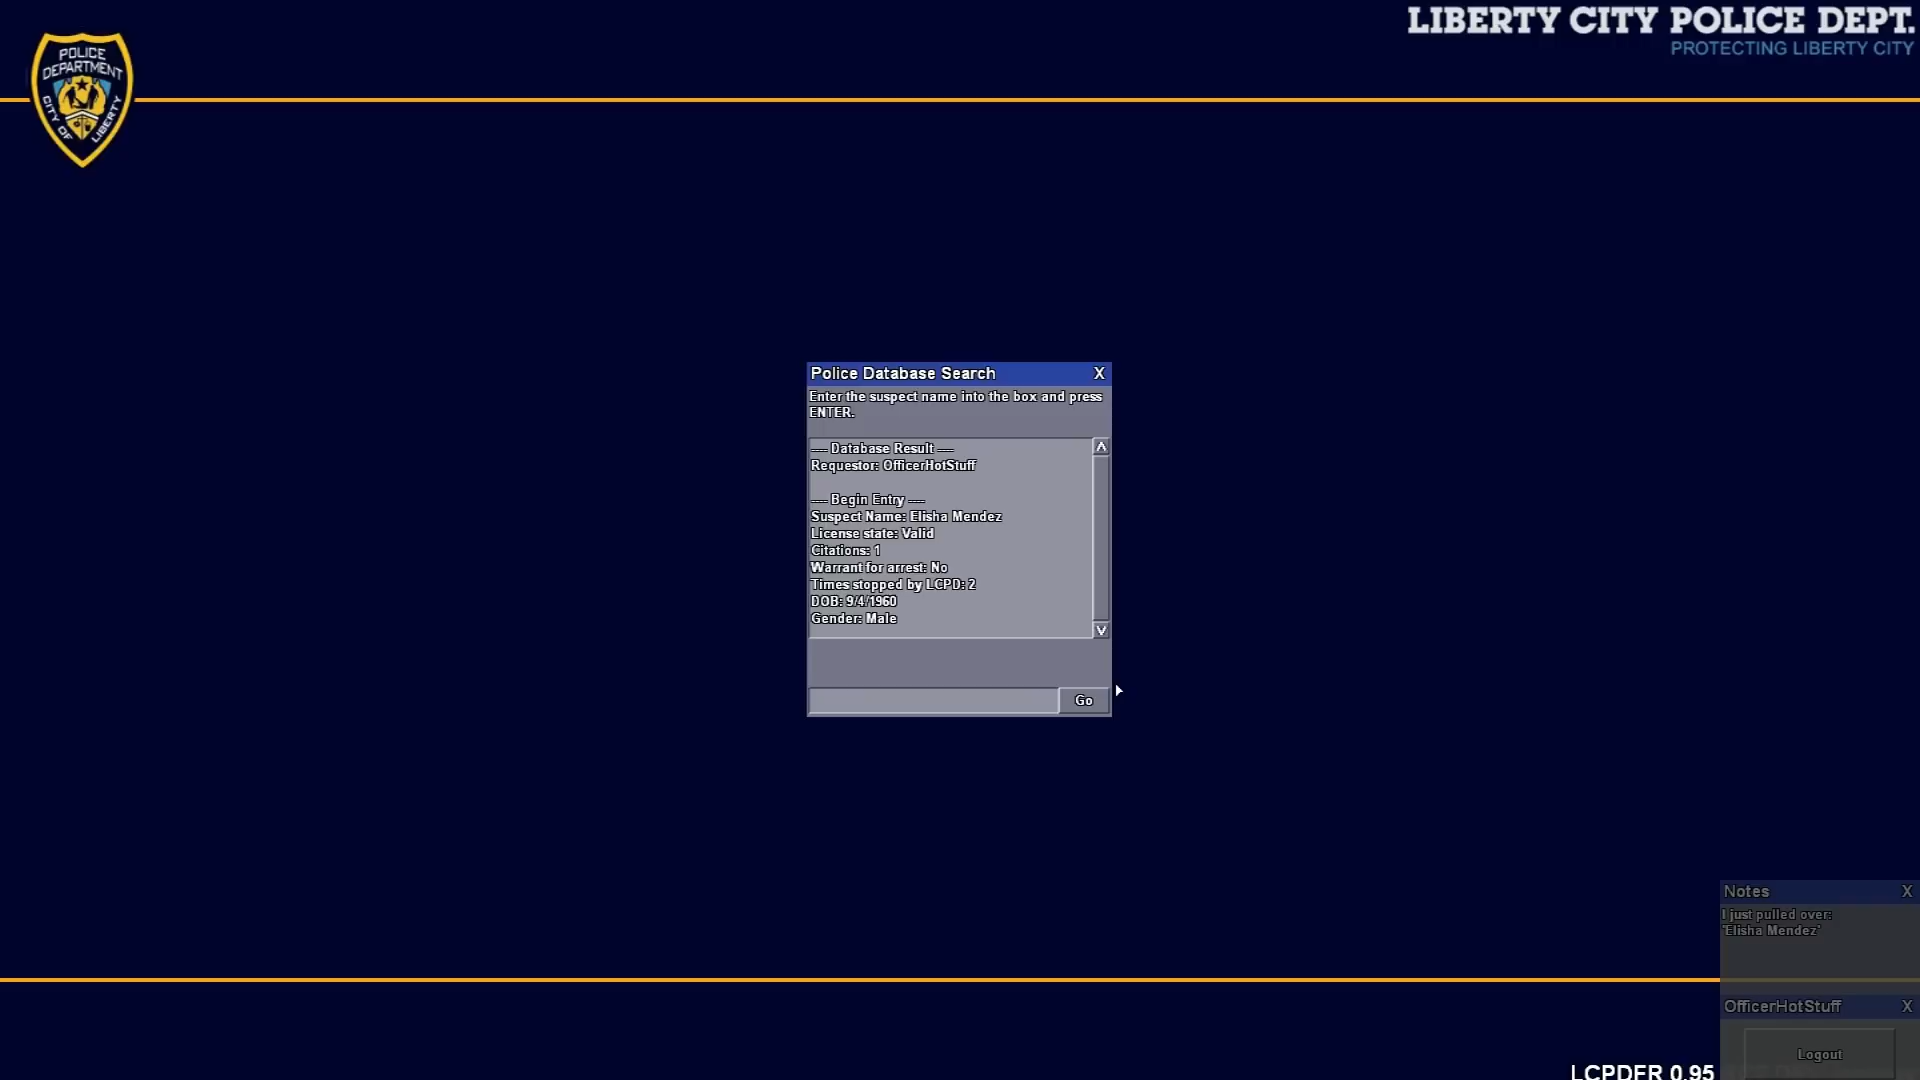 LIBERTY CITY POLICE DEPT.
PROTECTING LIBERTY CITY
POLICE
DEPARTMENT
CITY OF LIBERTY
Police Database Search X
Enter the suspect name into the box and press
ENTER.
--- Database Result ---
Requestor: OfficerHotStuff
--- Begin Entry ---
Suspect Name: Elisha Mendez
License state: Valid
Citations: 1
Warrant for arrest: No
Times stopped by LCPD: 2
DOB: 9/4/1960
Gender: Male
Go
Notes X
I just pulled over:
'Elisha Mendez'
OfficerHotStuff X
Logout
LCPDFR 0.95